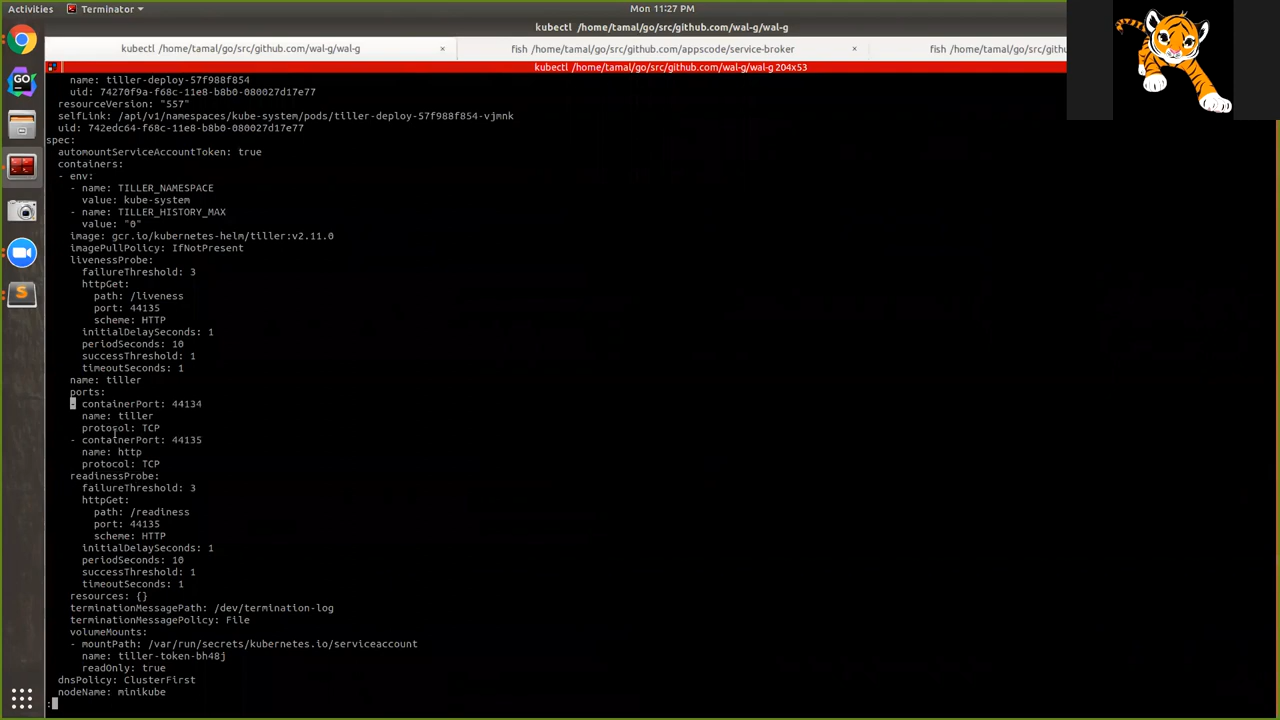 Activities
Terminator
Mon 11:27 PM
kubectl /home/tamal/go/src/github.com/wal-g/wal-g
kubectl /home/tamal/go/src/github.com/wal-g/wal-g ×
fish /home/tamal/go/src/github.com/appscode/service-broker ×
fish /home/tamal/go/src/githu
kubectl /home/tamal/go/src/github.com/wal-g/wal-g 204x53
name: tiller-deploy-57f988f854
uid: 74270f9a-f68c-11e8-b8b0-080027d17e77
resourceVersion: "557"
selfLink: /api/v1/namespaces/kube-system/pods/tiller-deploy-57f988f854-vjmnk
uid: 742edc64-f68c-11e8-b8b0-080027d17e77
spec:
automountServiceAccountToken: true
containers:
- env:
- name: TILLER_NAMESPACE
value: kube-system
- name: TILLER_HISTORY_MAX
value: "0"
image: gcr.io/kubernetes-helm/tiller:v2.11.0
imagePullPolicy: IfNotPresent
livenessProbe:
failureThreshold: 3
httpGet:
path: /liveness
port: 44135
scheme: HTTP
initialDelaySeconds: 1
periodSeconds: 10
successThreshold: 1
timeoutSeconds: 1
name: tiller
ports:
- containerPort: 44134
name: tiller
protocol: TCP
- containerPort: 44135
name: http
protocol: TCP
readinessProbe:
failureThreshold: 3
httpGet:
path: /readiness
port: 44135
scheme: HTTP
initialDelaySeconds: 1
periodSeconds: 10
successThreshold: 1
timeoutSeconds: 1
resources: {}
terminationMessagePath: /dev/termination-log
terminationMessagePolicy: File
volumeMounts:
- mountPath: /var/run/secrets/kubernetes.io/serviceaccount
name: tiller-token-bh48j
readOnly: true
dnsPolicy: ClusterFirst
nodeName: minikube
: